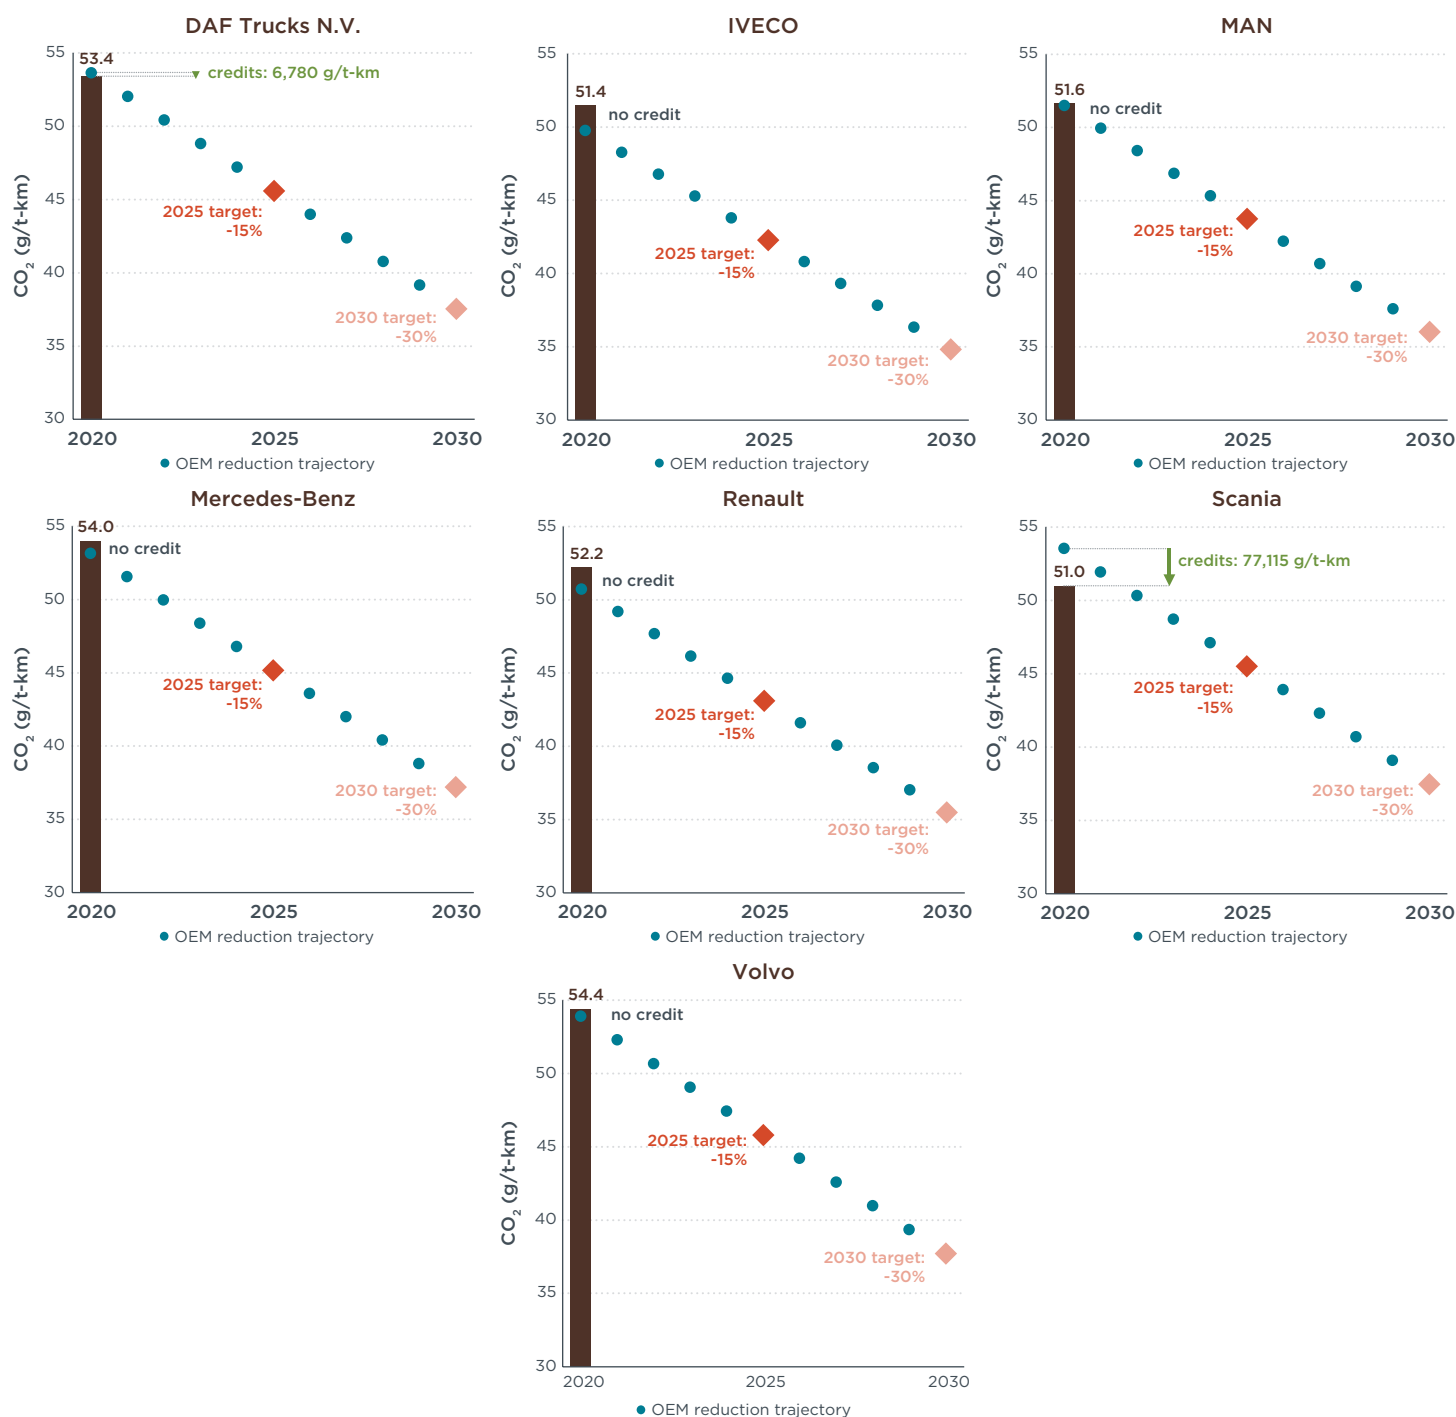 DAF Trucks N.V.
55
50
45
40
35
30
CO2 (g/t-km)
53.4
credits: 6,780 g/t-km
2025 target:
-15%
2030 target:
-30%
2020 2025 2030
OEM reduction trajectory
IVECO
55
50
45
40
35
30
CO2 (g/t-km)
51.4
no credit
2025 target:
-15%
2030 target:
-30%
2020 2025 2030
OEM reduction trajectory
MAN
55
50
45
40
35
30
CO2 (g/t-km)
51.6
no credit
2025 target:
-15%
2030 target:
-30%
2020 2025 2030
OEM reduction trajectory
Mercedes-Benz
55
50
45
40
35
30
CO2 (g/t-km)
54.0
no credit
2025 target:
-15%
2030 target:
-30%
2020 2025 2030
OEM reduction trajectory
Renault
55
50
45
40
35
30
CO2 (g/t-km)
52.2
no credit
2025 target:
-15%
2030 target:
-30%
2020 2025 2030
OEM reduction trajectory
Scania
55
50
45
40
35
30
CO2 (g/t-km)
51.0
credits: 77,115 g/t-km
2025 target:
-15%
2030 target:
-30%
2020 2025 2030
OEM reduction trajectory
Volvo
55
50
45
40
35
30
CO2 (g/t-km)
54.4
no credit
2025 target:
-15%
2030 target:
-30%
2020 2025 2030
OEM reduction trajectory